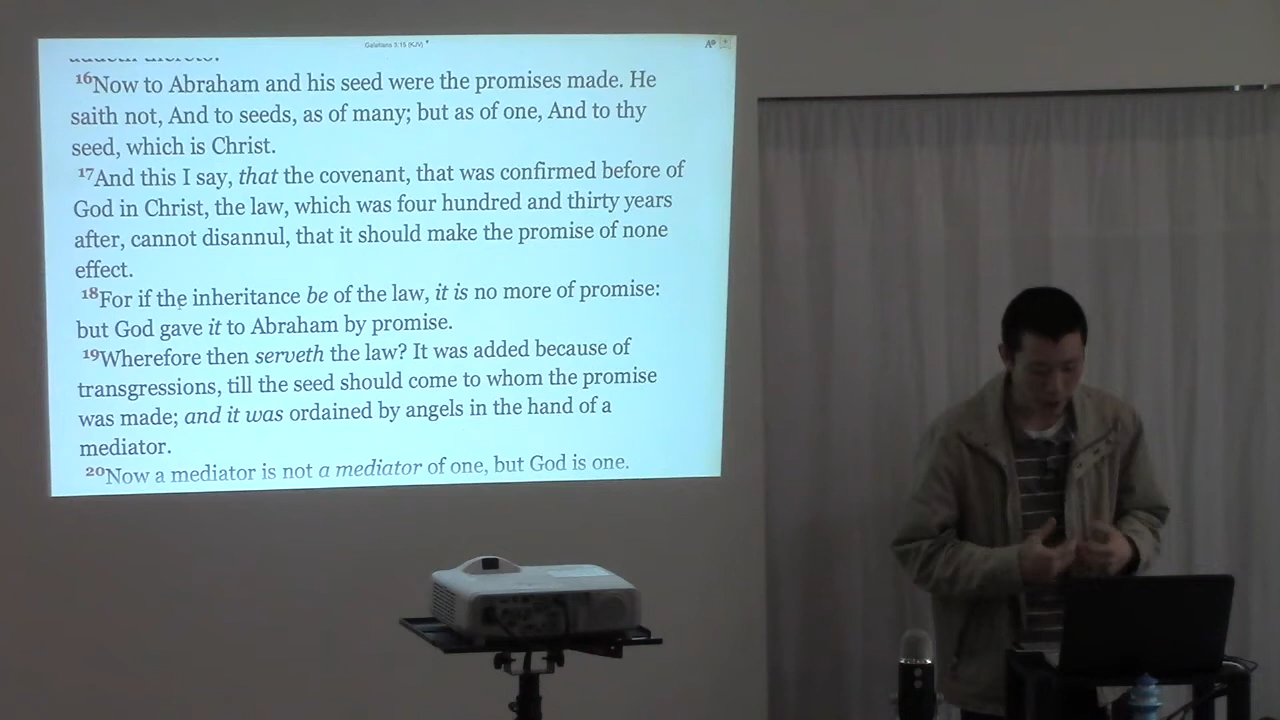 Galatians 3:15 (KJV)
16Now to Abraham and his seed were the promises made. He
saith not, And to seeds, as of many; but as of one, And to thy
seed, which is Christ.
17And this I say, that the covenant, that was confirmed before of
God in Christ, the law, which was four hundred and thirty years
after, cannot disannul, that it should make the promise of none
effect.
18For if the inheritance be of the law, it is no more of promise:
but God gave it to Abraham by promise.
19Wherefore then serveth the law? It was added because of
transgressions, till the seed should come to whom the promise
was made; and it was ordained by angels in the hand of a
mediator.
20Now a mediator is not a mediator of one, but God is one.